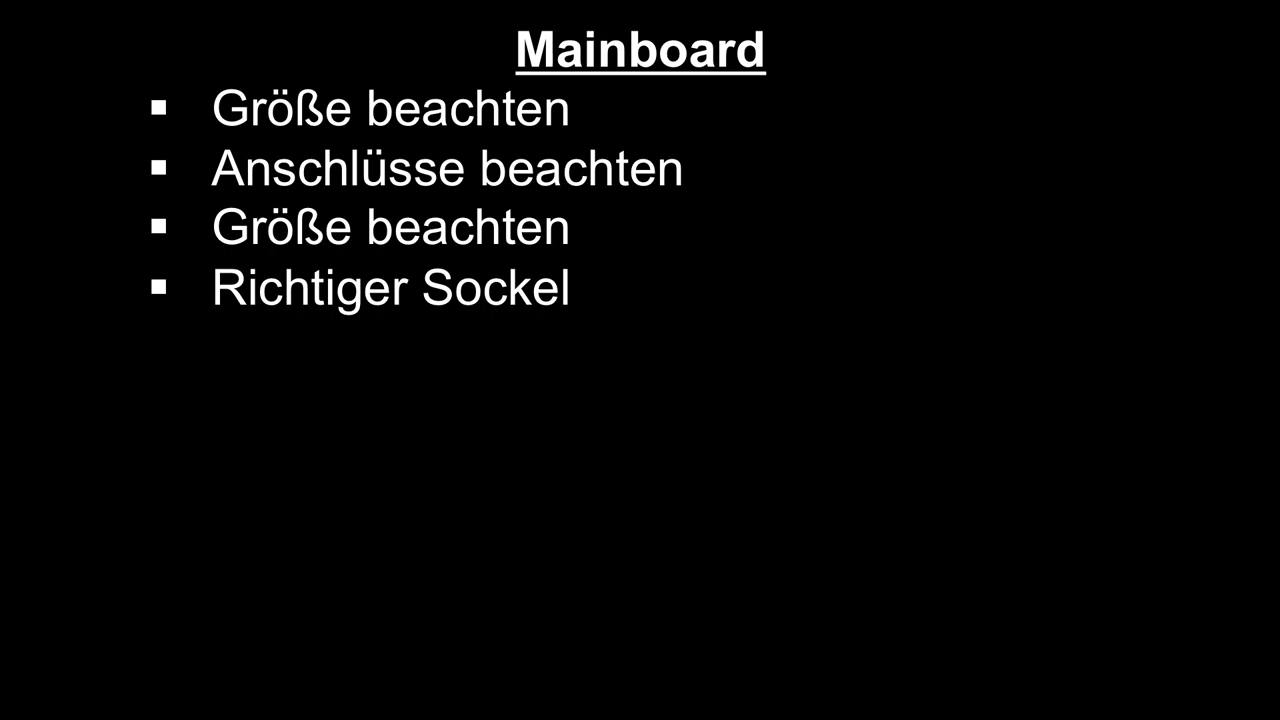 Mainboard
▪ Größe beachten
▪ Anschlüsse beachten
▪ Größe beachten
▪ Richtiger Sockel